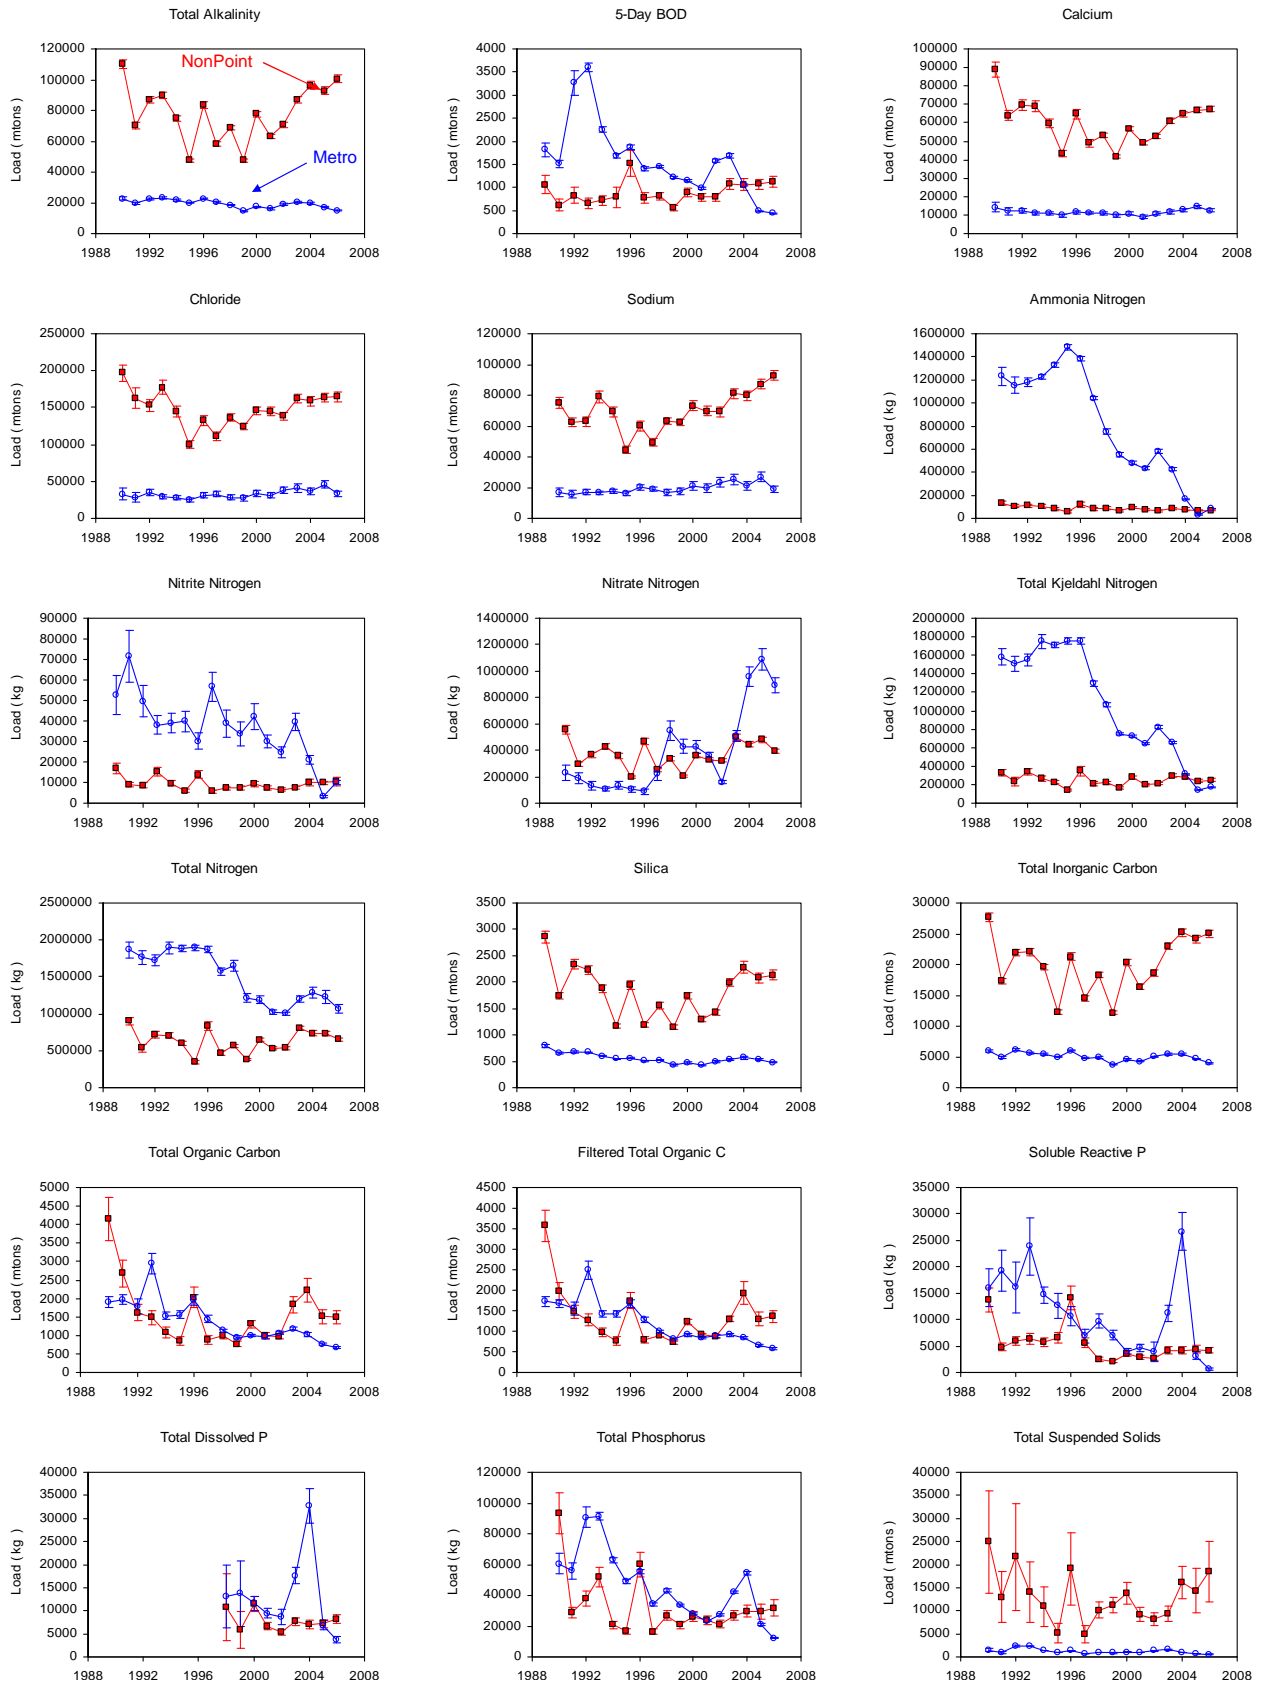 Total Alkalinity
120000
100000
80000
60000
40000
20000
0
Load ( mtons )
NonPoint
Metro
1988 1992 1996 2000 2004 2008
5-Day BOD
4000
3500
3000
2500
2000
1500
1000
500
0
Load ( mtons )
1988 1992 1996 2000 2004 2008
Calcium
100000
90000
80000
70000
60000
50000
40000
30000
20000
10000
0
Load ( mtons )
1988 1992 1996 2000 2004 2008
Chloride
250000
200000
150000
100000
50000
0
Load ( mtons )
1988 1992 1996 2000 2004 2008
Sodium
120000
100000
80000
60000
40000
20000
0
Load ( mtons )
1988 1992 1996 2000 2004 2008
Ammonia Nitrogen
1600000
1400000
1200000
1000000
800000
600000
400000
200000
0
Load ( kg )
1988 1992 1996 2000 2004 2008
Nitrite Nitrogen
90000
80000
70000
60000
50000
40000
30000
20000
10000
0
Load ( kg )
1988 1992 1996 2000 2004 2008
Nitrate Nitrogen
1400000
1200000
1000000
800000
600000
400000
200000
0
Load ( kg )
1988 1992 1996 2000 2004 2008
Total Kjeldahl Nitrogen
2000000
1800000
1600000
1400000
1200000
1000000
800000
600000
400000
200000
0
Load ( kg )
1988 1992 1996 2000 2004 2008
Total Nitrogen
2500000
2000000
1500000
1000000
500000
0
Load ( kg )
1988 1992 1996 2000 2004 2008
Silica
3500
3000
2500
2000
1500
1000
500
0
Load ( mtons )
1988 1992 1996 2000 2004 2008
Total Inorganic Carbon
30000
25000
20000
15000
10000
5000
0
Load ( mtons )
1988 1992 1996 2000 2004 2008
Total Organic Carbon
5000
4500
4000
3500
3000
2500
2000
1500
1000
500
0
Load ( mtons )
1988 1992 1996 2000 2004 2008
Filtered Total Organic C
4500
4000
3500
3000
2500
2000
1500
1000
500
0
Load ( mtons )
1988 1992 1996 2000 2004 2008
Soluble Reactive P
35000
30000
25000
20000
15000
10000
5000
0
Load ( kg )
1988 1992 1996 2000 2004 2008
Total Dissolved P
40000
35000
30000
25000
20000
15000
10000
5000
0
Load ( kg )
1988 1992 1996 2000 2004 2008
Total Phosphorus
120000
100000
80000
60000
40000
20000
0
Load ( kg )
1988 1992 1996 2000 2004 2008
Total Suspended Solids
40000
35000
30000
25000
20000
15000
10000
5000
0
Load ( mtons )
1988 1992 1996 2000 2004 2008